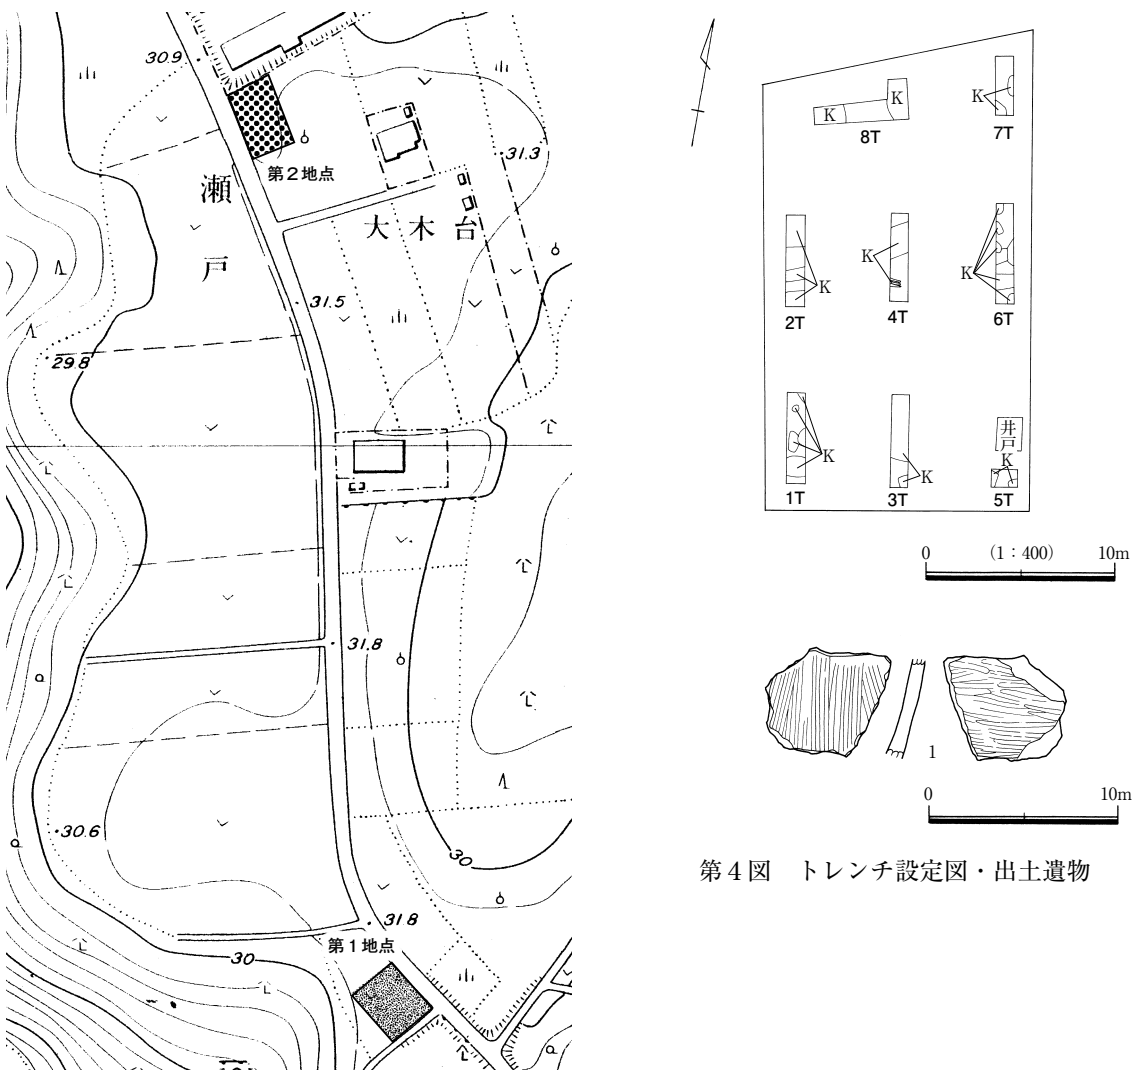 30.9
第2地点
31.3
瀬戸
大木台
31.5
29.8
31.8
30.6
30
31.8
第1地点
30
K
K
8T
K
7T
K
2T
K
4T
K
6T
K
1T
K
3T
井戸
K
5T
0 (1：400) 10m
1
0 10m
第4図 トレンチ設定図・出土遺物